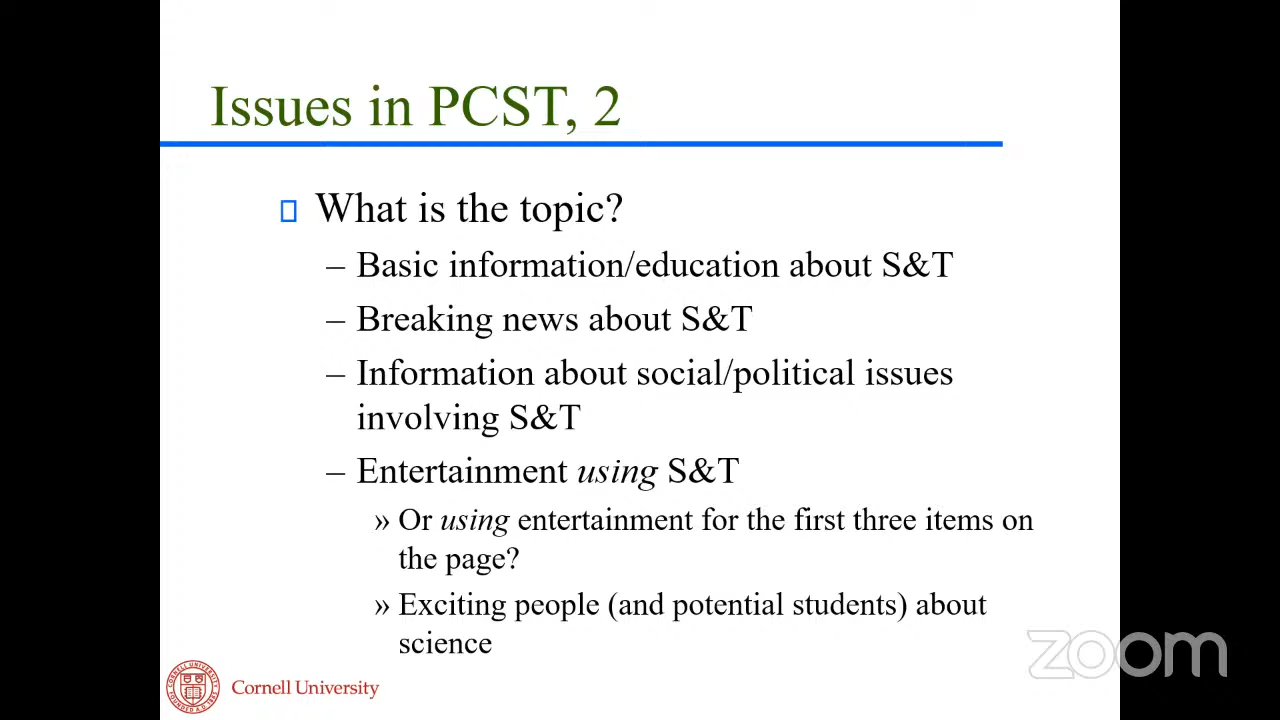 Issues in PCST, 2
What is the topic?
– Basic information/education about S&T
– Breaking news about S&T
– Information about social/political issues
involving S&T
– Entertainment using S&T
» Or using entertainment for the first three items on
the page?
» Exciting people (and potential students) about
science
Cornell University
zoom